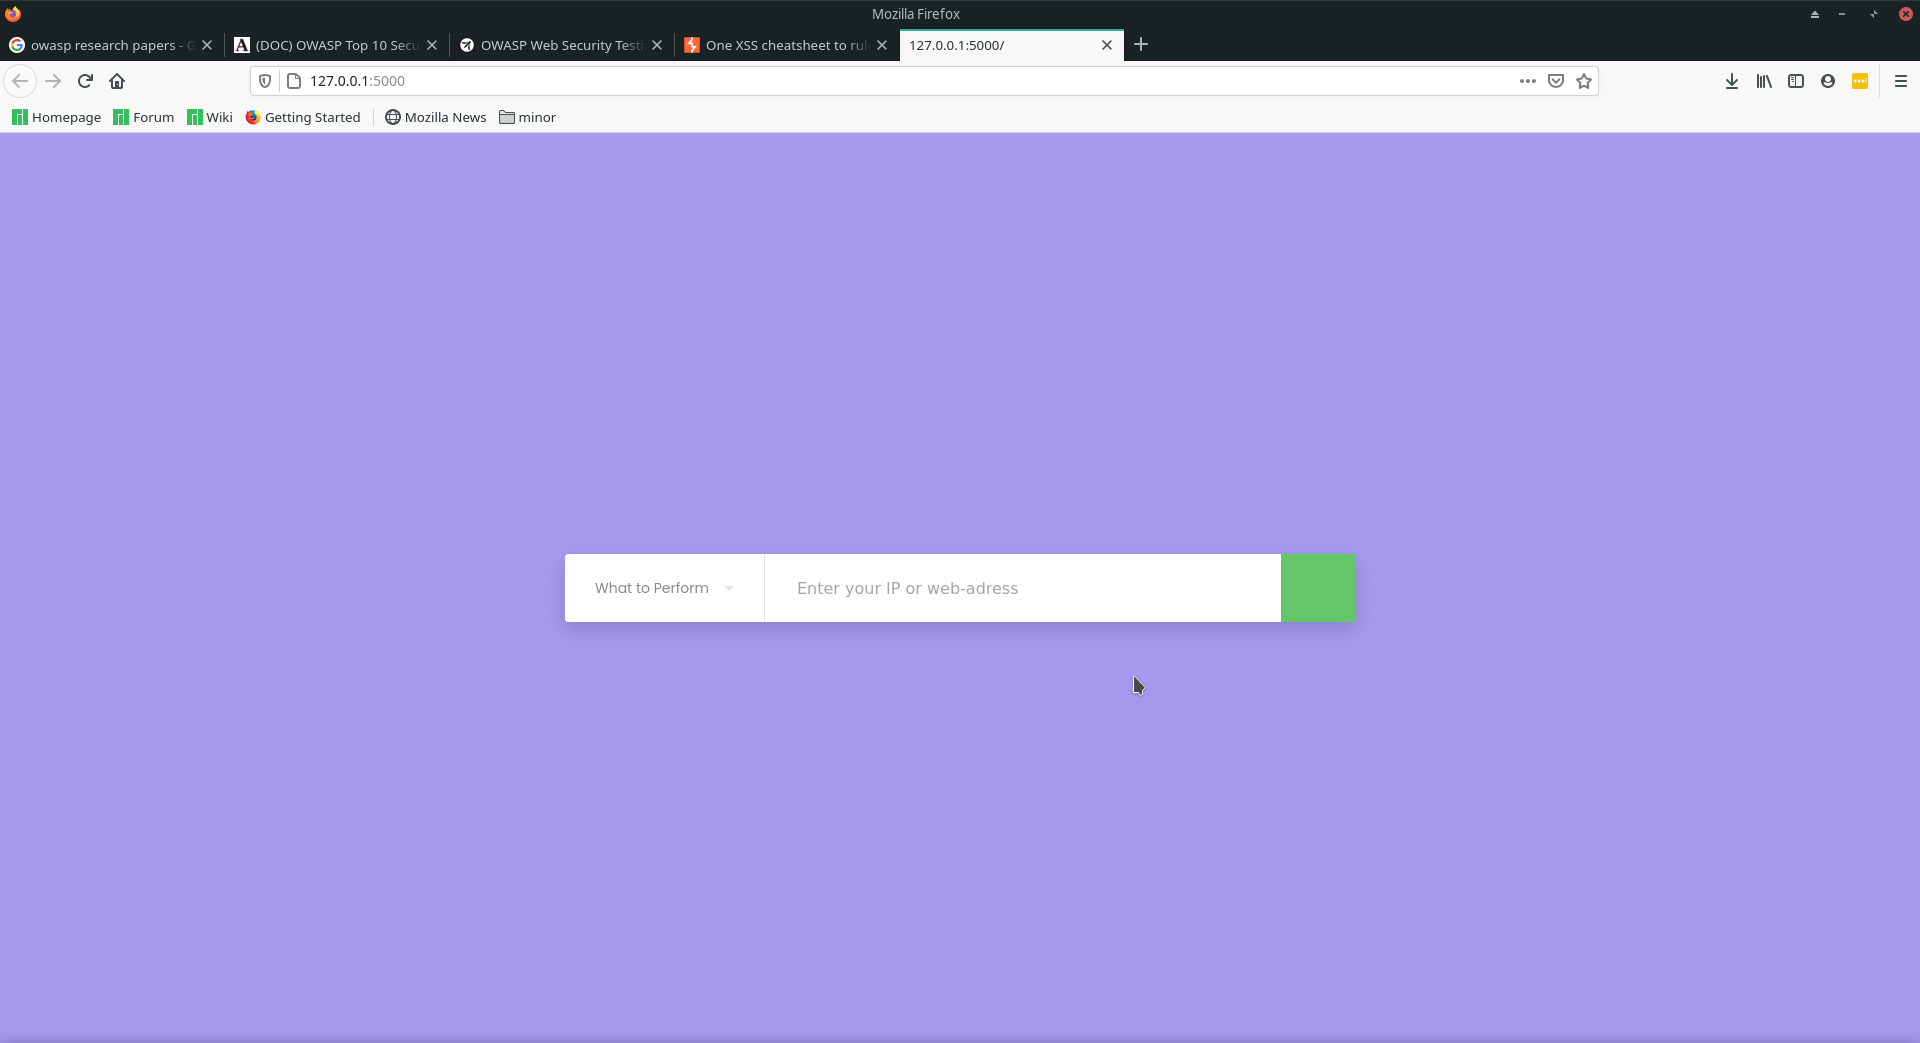 Mozilla Firefox
owasp research papers - G
(DOC) OWASP Top 10 Secu
OWASP Web Security Testi
One XSS cheatsheet to rul
127.0.0.1:5000/
127.0.0.1:5000
Homepage
Forum
Wiki
Getting Started
Mozilla News
minor
What to Perform
Enter your IP or web-adress